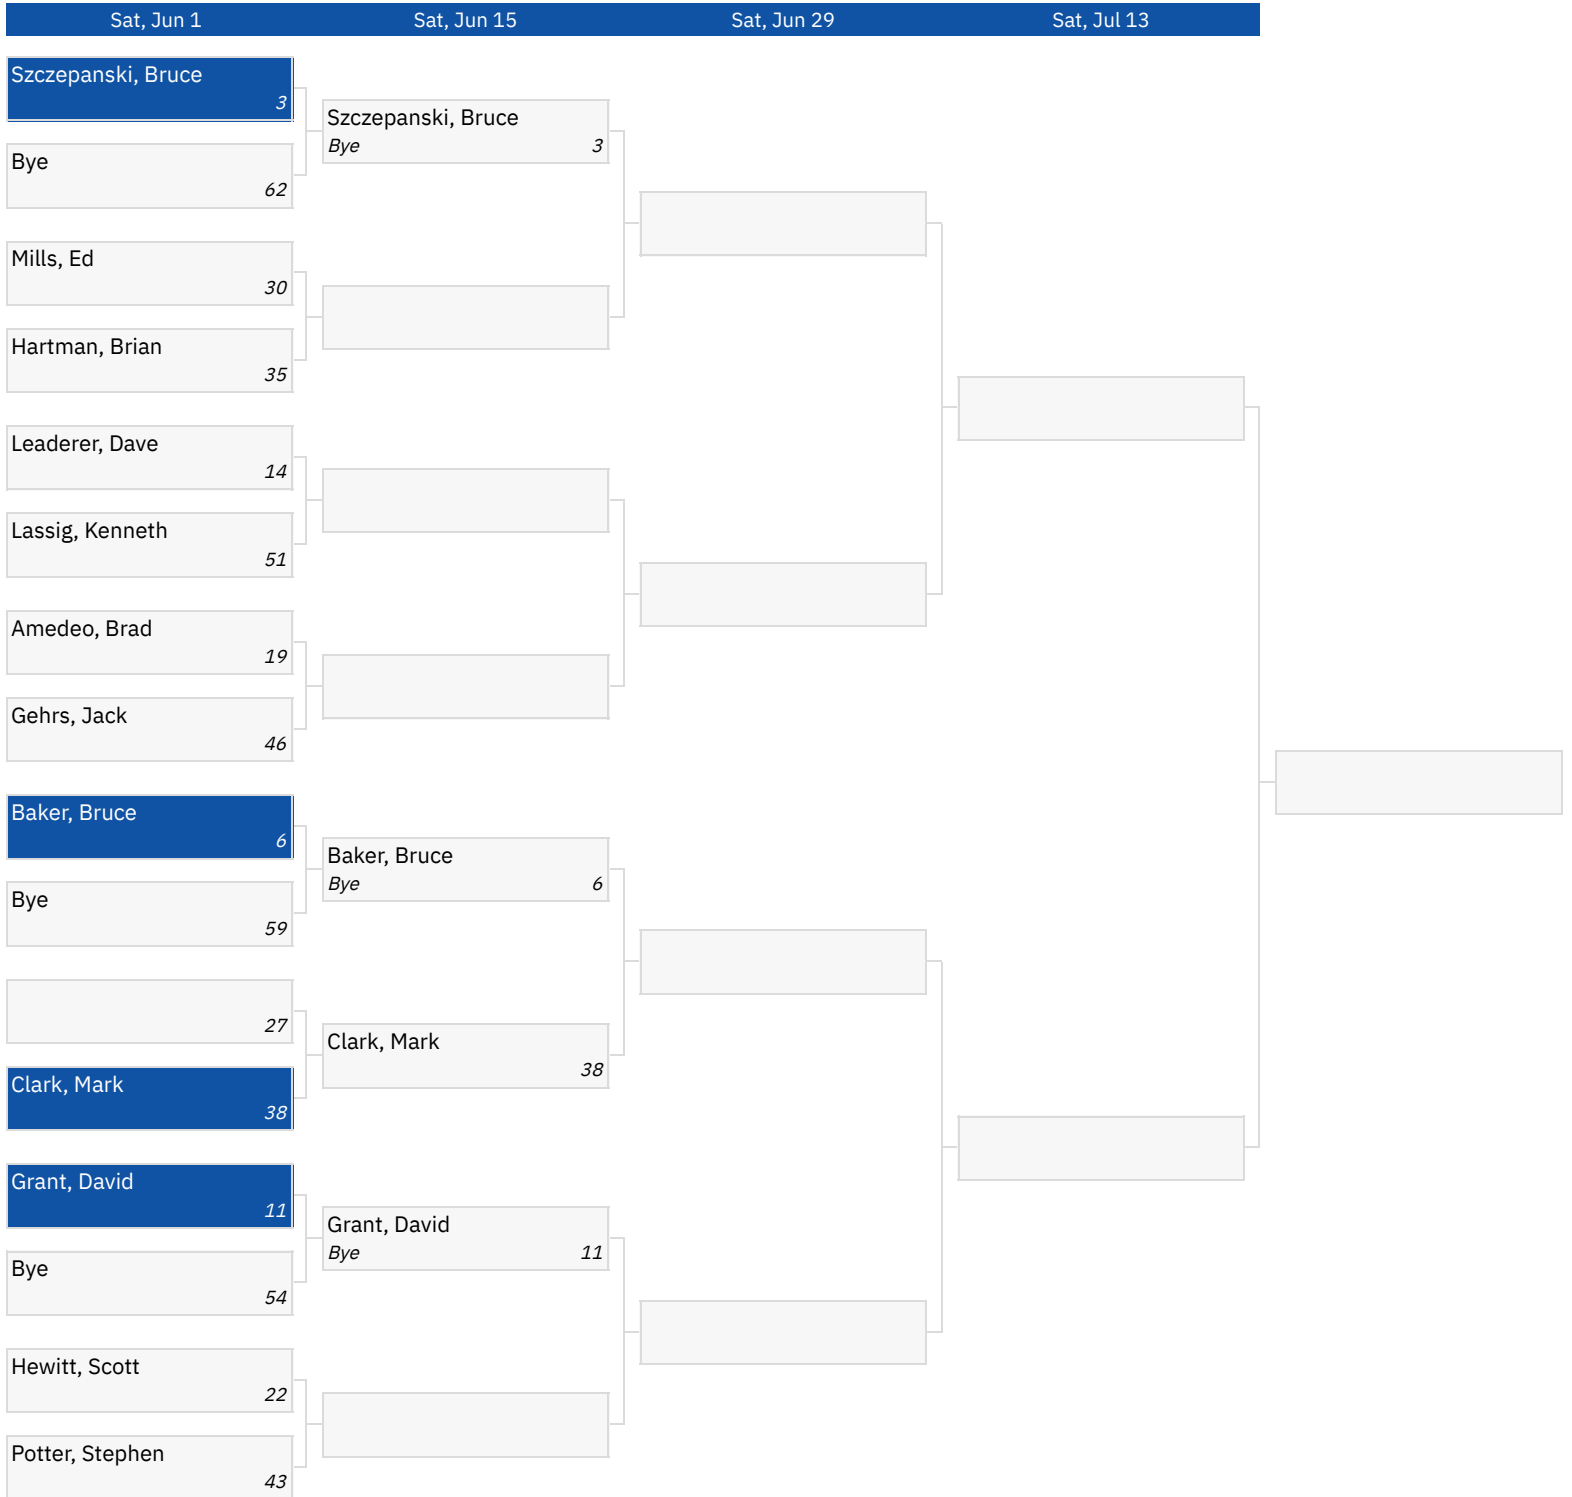 Sat, Jun 1
Sat, Jun 15
Sat, Jun 29
Sat, Jul 13
Szczepanski, Bruce
3
Bye
62
Mills, Ed
30
Hartman, Brian
35
Leaderer, Dave
14
Lassig, Kenneth
51
Amedeo, Brad
19
Gehrs, Jack
46
Baker, Bruce
6
Bye
59
27
Clark, Mark
38
Grant, David
11
Bye
54
Hewitt, Scott
22
Potter, Stephen
43
Szczepanski, Bruce
Bye 3
Baker, Bruce
Bye 6
Clark, Mark
38
Grant, David
Bye 11